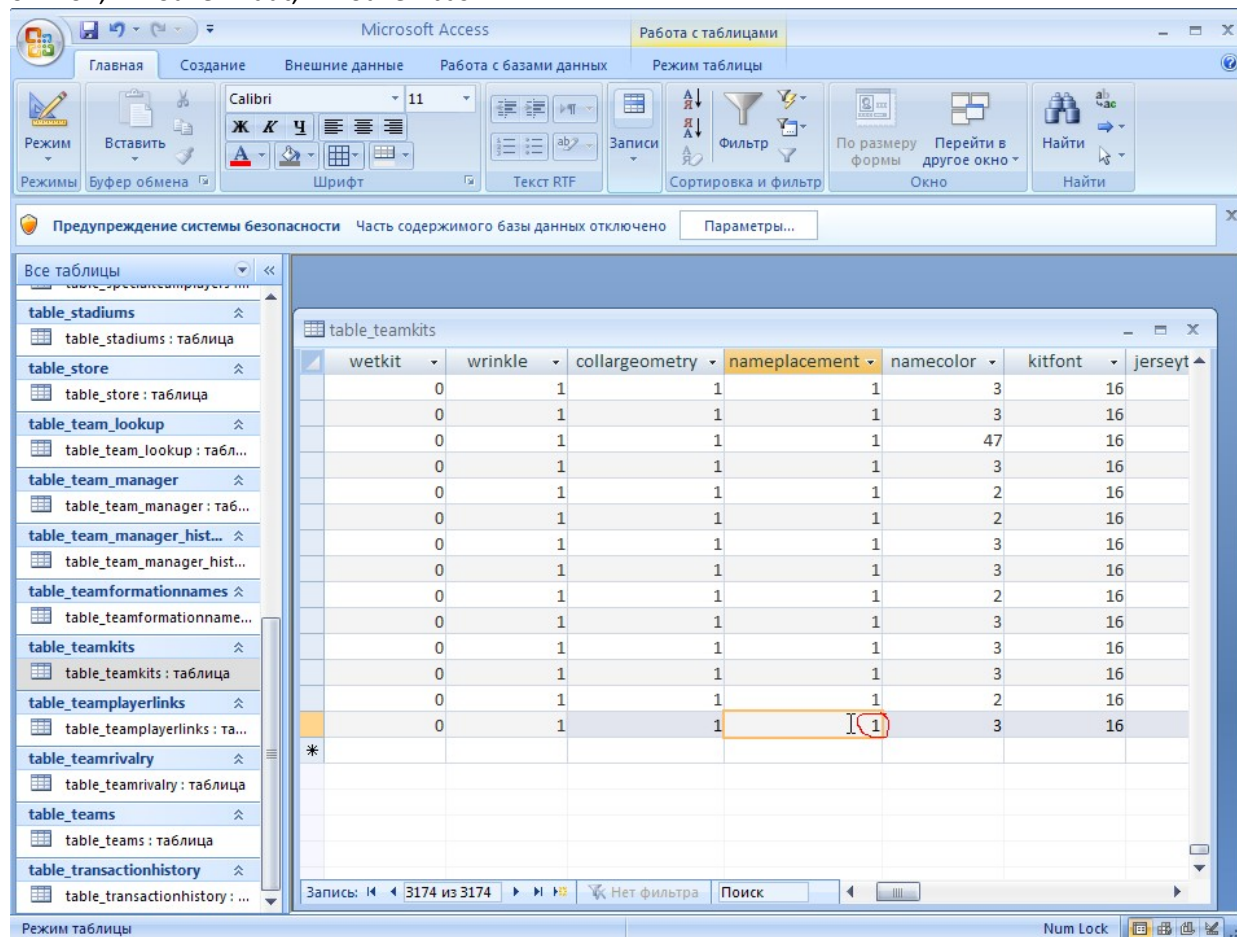 Microsoft Access
Работа с таблицами
Главная Создание Внешние данные Работа с базами данных Режим таблицы
Режим
Вставить
Calibri 11
Ж К Ч
Записи
Фильтр
По размеру формы
Перейти в другое окно
Найти
Режимы Буфер обмена Шрифт Текст RTF Сортировка и фильтр Окно Найти
Предупреждение системы безопасности Часть содержимого базы данных отключено Параметры...
Все таблицы
table_stadiums
table_stadiums : таблица
table_store
table_store : таблица
table_team_lookup
table_team_lookup : табл...
table_team_manager
table_team_manager : таб...
table_team_manager_hist...
table_team_manager_hist...
table_teamformationnames
table_teamformationname...
table_teamkits
table_teamkits : таблица
table_teamplayerlinks
table_teamplayerlinks : та...
table_teamrivalry
table_teamrivalry : таблица
table_teams
table_teams : таблица
table_transactionhistory
table_transactionhistory : ...
table_teamkits
wetkit wrinkle collargeometry nameplacement namecolor kitfont jerseyt
0 1 1 1 3 16
0 1 1 1 3 16
0 1 1 1 47 16
0 1 1 1 3 16
0 1 1 1 2 16
0 1 1 1 2 16
0 1 1 1 3 16
0 1 1 1 3 16
0 1 1 1 2 16
0 1 1 1 3 16
0 1 1 1 3 16
0 1 1 1 3 16
0 1 1 1 2 16
0 1 1 1 3 16
Запись: 3174 из 3174 Нет фильтра Поиск
Режим таблицы Num Lock